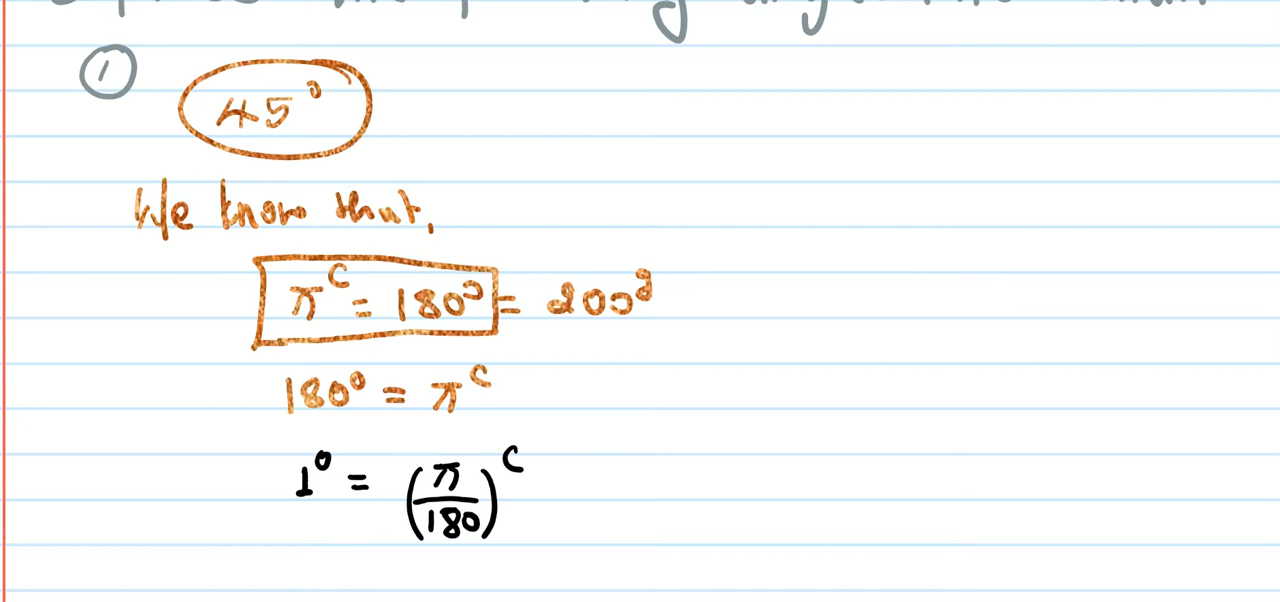 ①
45°
We know that,
π^c = 180° = 200^g
180° = π^c
1° = (π/180)^c